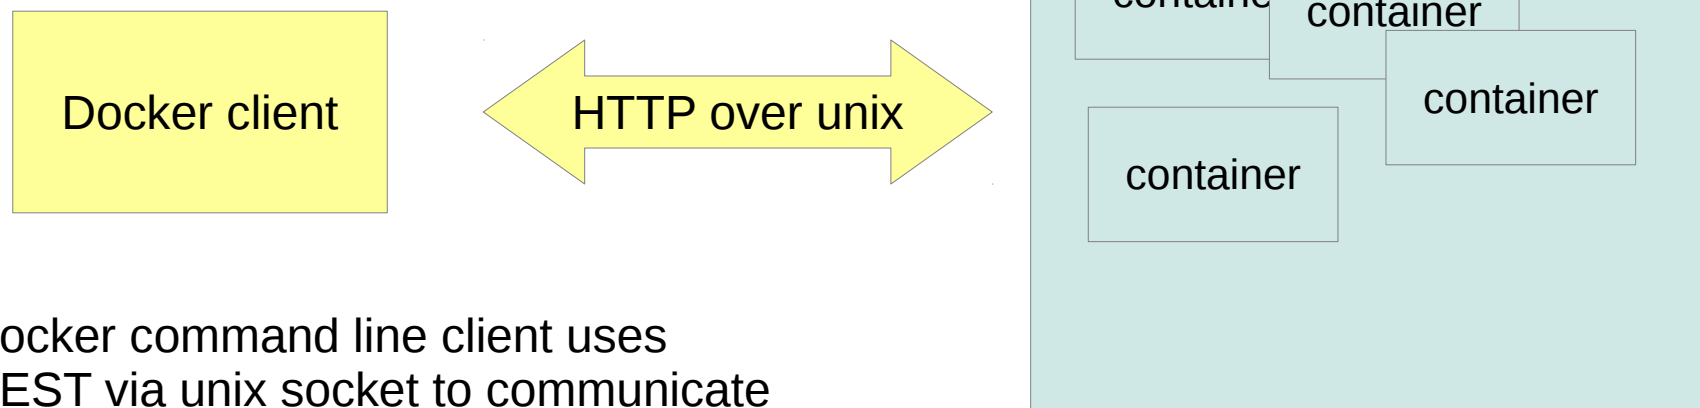 container
container
Docker client
HTTP over unix
container
container
ocker command line client uses
EST via unix socket to communicate